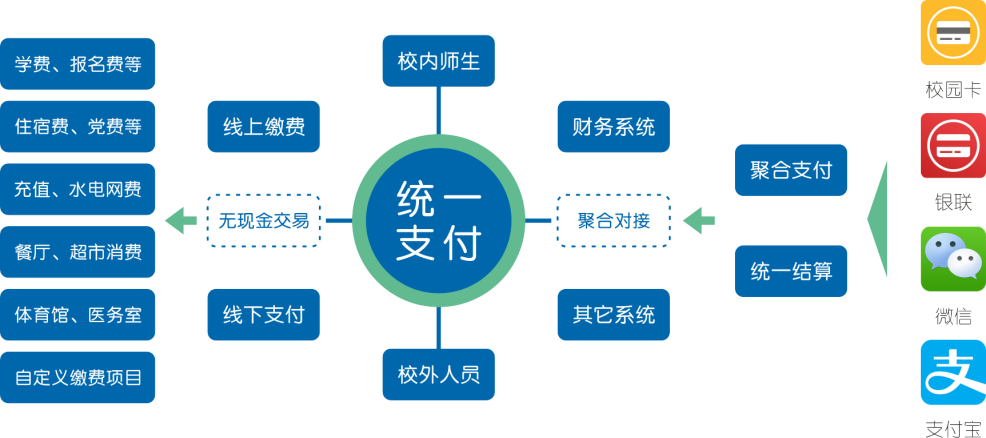 学费、报名费等
住宿费、党费等
充值、水电网费
餐厅、超市消费
体育馆、医务室
自定义缴费项目
线上缴费
无现金交易
线下支付
校内师生
统一
支付
校外人员
财务系统
聚合对接
其它系统
聚合支付
统一结算
校园卡
银联
微信
支
支付宝